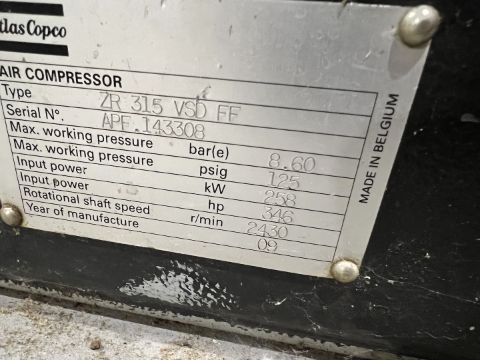 tlas Copco
AIR COMPRESSOR
Type ZR 315 VSD FF
Serial Nº. APF.143308
Max. working pressure bar(e) 8.60
Max. working pressure psig 125
Input power kW 258
Input power hp 346
Rotational shaft speed r/min 2430
Year of manufacture 09
MADE IN BELGIUM